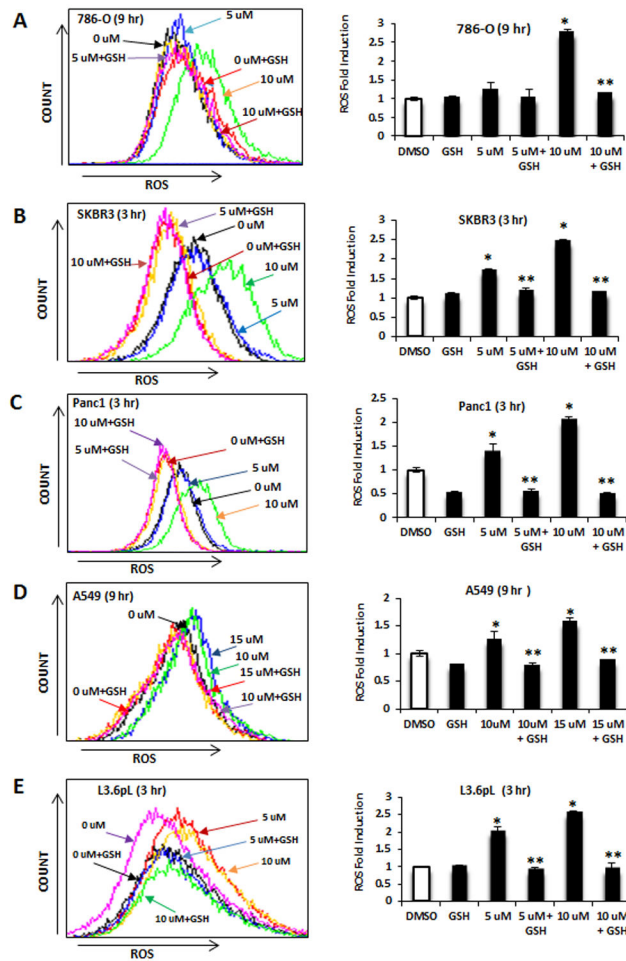 A
5 uM
0 uM
5 uM+GSH
0 uM+GSH
10 uM
10 uM+GSH
COUNT
ROS
786-O (9 hr)
ROS Fold Induction
3
2.5
2
1.5
1
0.5
0
*
**
DMSO GSH 5 uM 5 uM+ GSH 10 uM 10 uM + GSH
B
SKBR3 (3 hr)
5 uM+GSH
0 uM
0 uM+GSH
10 uM+GSH
10 uM
5 uM
COUNT
ROS
SKBR3 (3 hr)
ROS Fold Induction
3
2.5
2
1.5
1
0.5
0
*
**
*
**
DMSO GSH 5 uM 5 uM+ GSH 10 uM 10 uM + GSH
C
Panc1 (3 hr)
10 uM+GSH
0 uM+GSH
5 uM+GSH
5 uM
0 uM
10 uM
COUNT
ROS
Panc1 (3 hr)
ROS Fold Induction
2.5
2
1.5
1
0.5
0
*
**
*
**
DMSO GSH 5 uM 5 uM+ GSH 10 uM 10 uM + GSH
D
A549 (9 hr)
0 uM
15 uM
10 uM
15 uM+GSH
0 uM+GSH
10 uM+GSH
COUNT
ROS
A549 (9 hr)
ROS Fold Induction
2
1.5
1
0.5
0
*
**
*
**
DMSO GSH 10uM 10uM + GSH 15 uM 15 uM + GSH
E
L3.6pL (3 hr)
0 uM
5 uM
5 uM+GSH
0 uM+GSH
10 uM
10 uM+GSH
COUNT
ROS
L3.6pL (3 hr)
ROS Fold Induction
3
2.5
2
1.5
1
0.5
0
*
**
*
**
DMSO GSH 5 uM 5 uM+ GSH 10 uM 10 uM + GSH